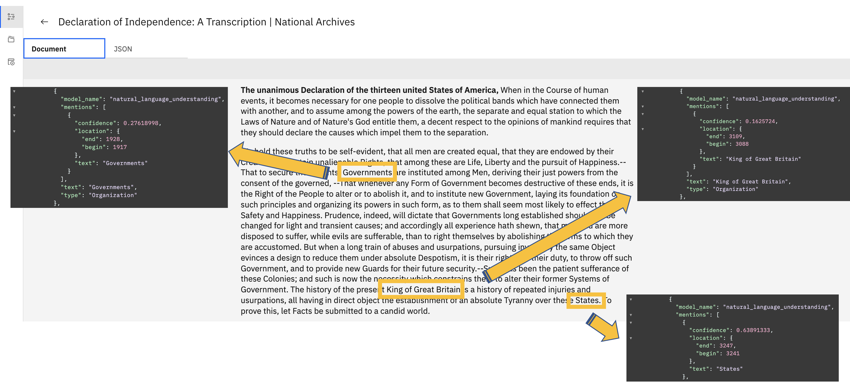 ← Declaration of Independence: A Transcription | National Archives
Document
JSON
The unanimous Declaration of the thirteen united States of America, When in the Course of human
events, it becomes necessary for one people to dissolve the political bands which have connected them
with another, and to assume among the powers of the earth, the separate and equal station to which the
Laws of Nature and of Nature's God entitle them, a decent respect to the opinions of mankind requires that
they should declare the causes which impel them to the separation.
hold these truths to be self-evident, that all men are created equal, that they are endowed by their
unalienable Rights, that among these are Life, Liberty and the pursuit of Happiness.--
That to secure Governments are instituted among Men, deriving their just powers from the
consent of the governed, --That whenever any Form of Government becomes destructive of these ends, it is
the Right of the People to alter or to abolish it, and to institute new Government, laying its foundation
such principles and organizing its powers in such form, as to them shall seem most likely to effect
Safety and Happiness. Prudence, indeed, will dictate that Governments long established should
changed for light and transient causes; and accordingly all experience hath shewn, that are more
disposed to suffer, while evils are sufferable, than to right themselves by abolishing to which they
are accustomed. But when a long train of abuses and usurpations, pursuing the same Object
evinces a design to reduce them under absolute Despotism, it is their duty, to throw off such
Government, and to provide new Guards for their future security.-- been the patient sufferance of
these Colonies; and such is now the necessity which constrains to alter their former Systems of
Government. The history of the present King of Great Britain a history of repeated injuries and
usurpations, all having in direct object the establishment of an absolute Tyranny over these States. To
prove this, let Facts be submitted to a candid world.
{
"model_name": "natural_language_understanding",
"mentions": [
{
"confidence": 0.27618998,
"location": {
"end": 1928,
"begin": 1917
},
"text": "Governments"
}
],
"text": "Governments",
"type": "Organization"
},
{
"model_name": "natural_language_understanding",
"mentions": [
{
"confidence": 0.1625724,
"location": {
"end": 3109,
"begin": 3088
},
"text": "King of Great Britain"
}
],
"text": "King of Great Britain",
"type": "Organization"
},
{
"model_name": "natural_language_understanding",
"mentions": [
{
"confidence": 0.63891333,
"location": {
"end": 3247,
"begin": 3241
},
"text": "States"
},